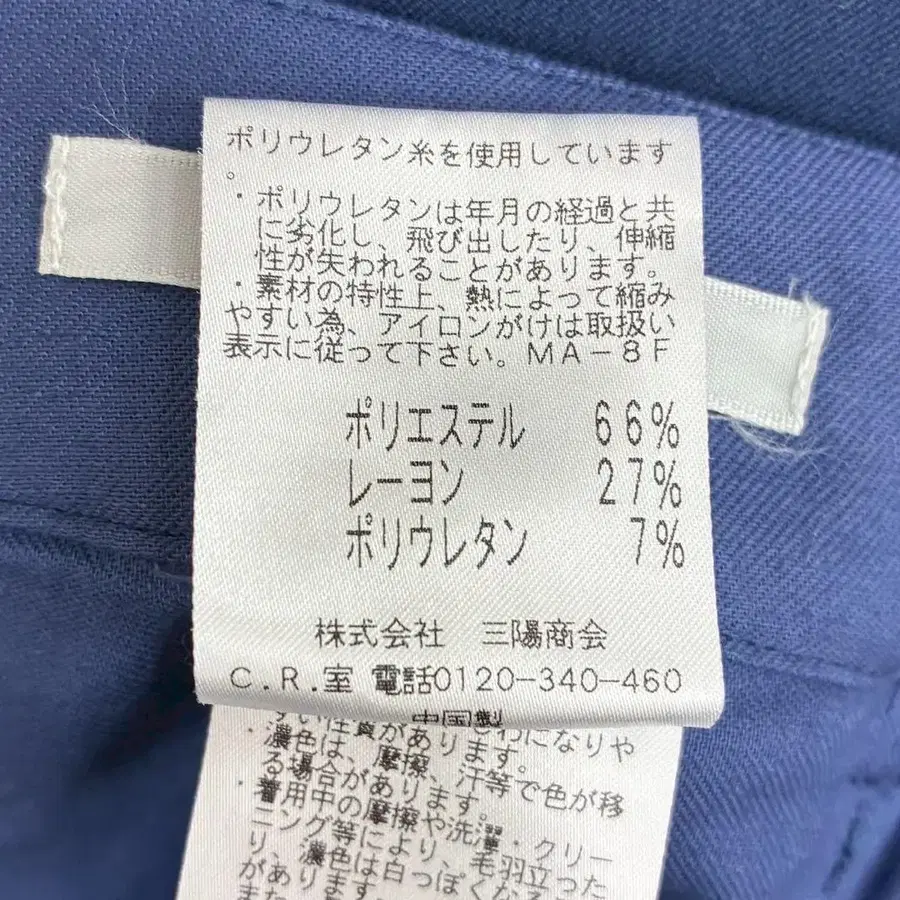 ポリウレタン糸を使用しています
。
・ポリウレタンは年月の経過と共
に劣化し、飛び出したり、伸縮
性が失われることがあります。
・素材の特性上、熱によって縮み
やすい為、アイロンがけは取扱い
表示に従って下さい。MA-8F
ポリエステル 66%
レーヨン 27%
ポリウレタン 7%
株式会社 三陽商会
C.R.室 電話0120-340-460
中国製
わになりや
すい性質があります。
・濃色は、摩擦、汗等で色が移
る場合があります。
・着用中の摩擦や洗濯・クリー
ニング等により、毛羽立った
り、濃色は白っぽくなる